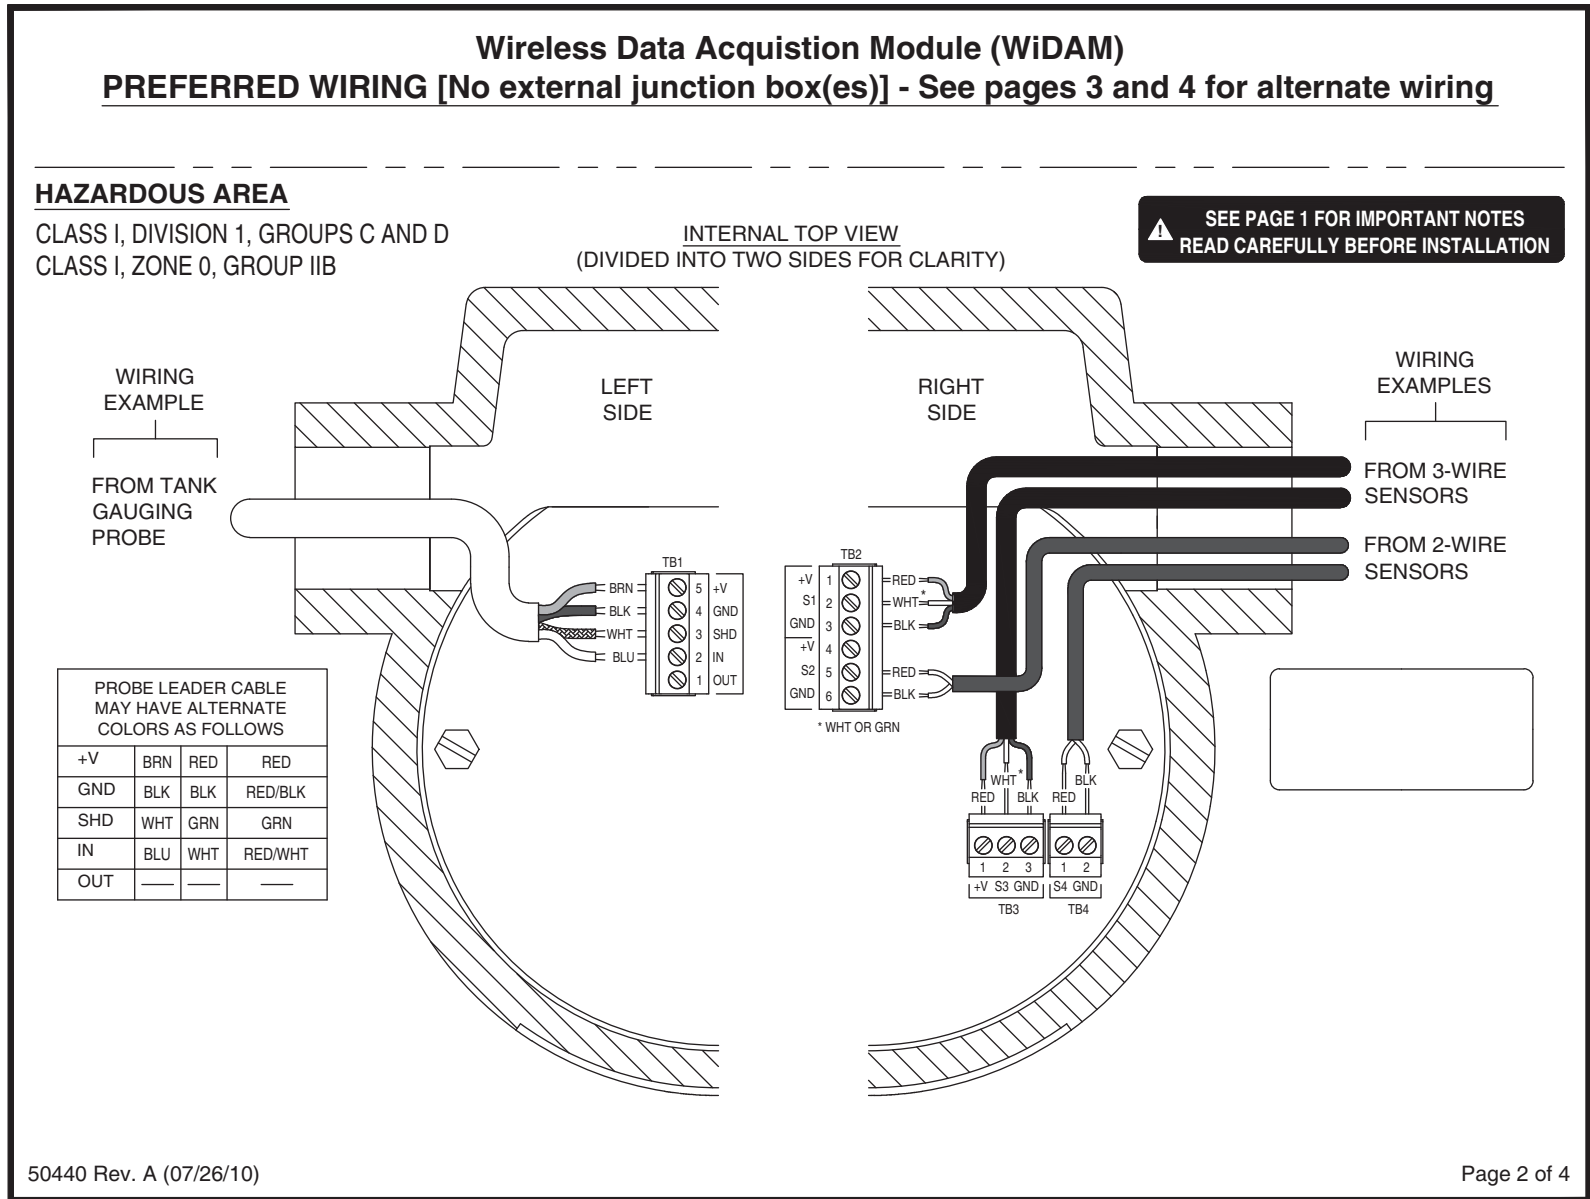 Wireless Data Acquistion Module (WiDAM)
PREFERRED WIRING [No external junction box(es)] - See pages 3 and 4 for alternate wiring
HAZARDOUS AREA
CLASS I, DIVISION 1, GROUPS C AND D
CLASS I, ZONE 0, GROUP IIB
INTERNAL TOP VIEW
(DIVIDED INTO TWO SIDES FOR CLARITY)
SEE PAGE 1 FOR IMPORTANT NOTES
READ CAREFULLY BEFORE INSTALLATION
WIRING
EXAMPLE
FROM TANK
GAUGING
PROBE
LEFT
SIDE
RIGHT
SIDE
WIRING
EXAMPLES
FROM 3-WIRE
SENSORS
FROM 2-WIRE
SENSORS
TB1
BRN 5 +V
BLK 4 GND
WHT 3 SHD
BLU 2 IN
1 OUT
TB2
+V 1 RED
S1 2 WHT *
GND 3 BLK
+V 4
S2 5 RED
GND 6 BLK
* WHT OR GRN
WHT *
RED BLK
1 2 3
+V S3 GND
TB3
BLK
RED
1 2
S4 GND
TB4
PROBE LEADER CABLE
MAY HAVE ALTERNATE
COLORS AS FOLLOWS
+V BRN RED RED
GND BLK BLK RED/BLK
SHD WHT GRN GRN
IN BLU WHT RED/WHT
OUT —— —— ——
50440 Rev. A (07/26/10)
Page 2 of 4